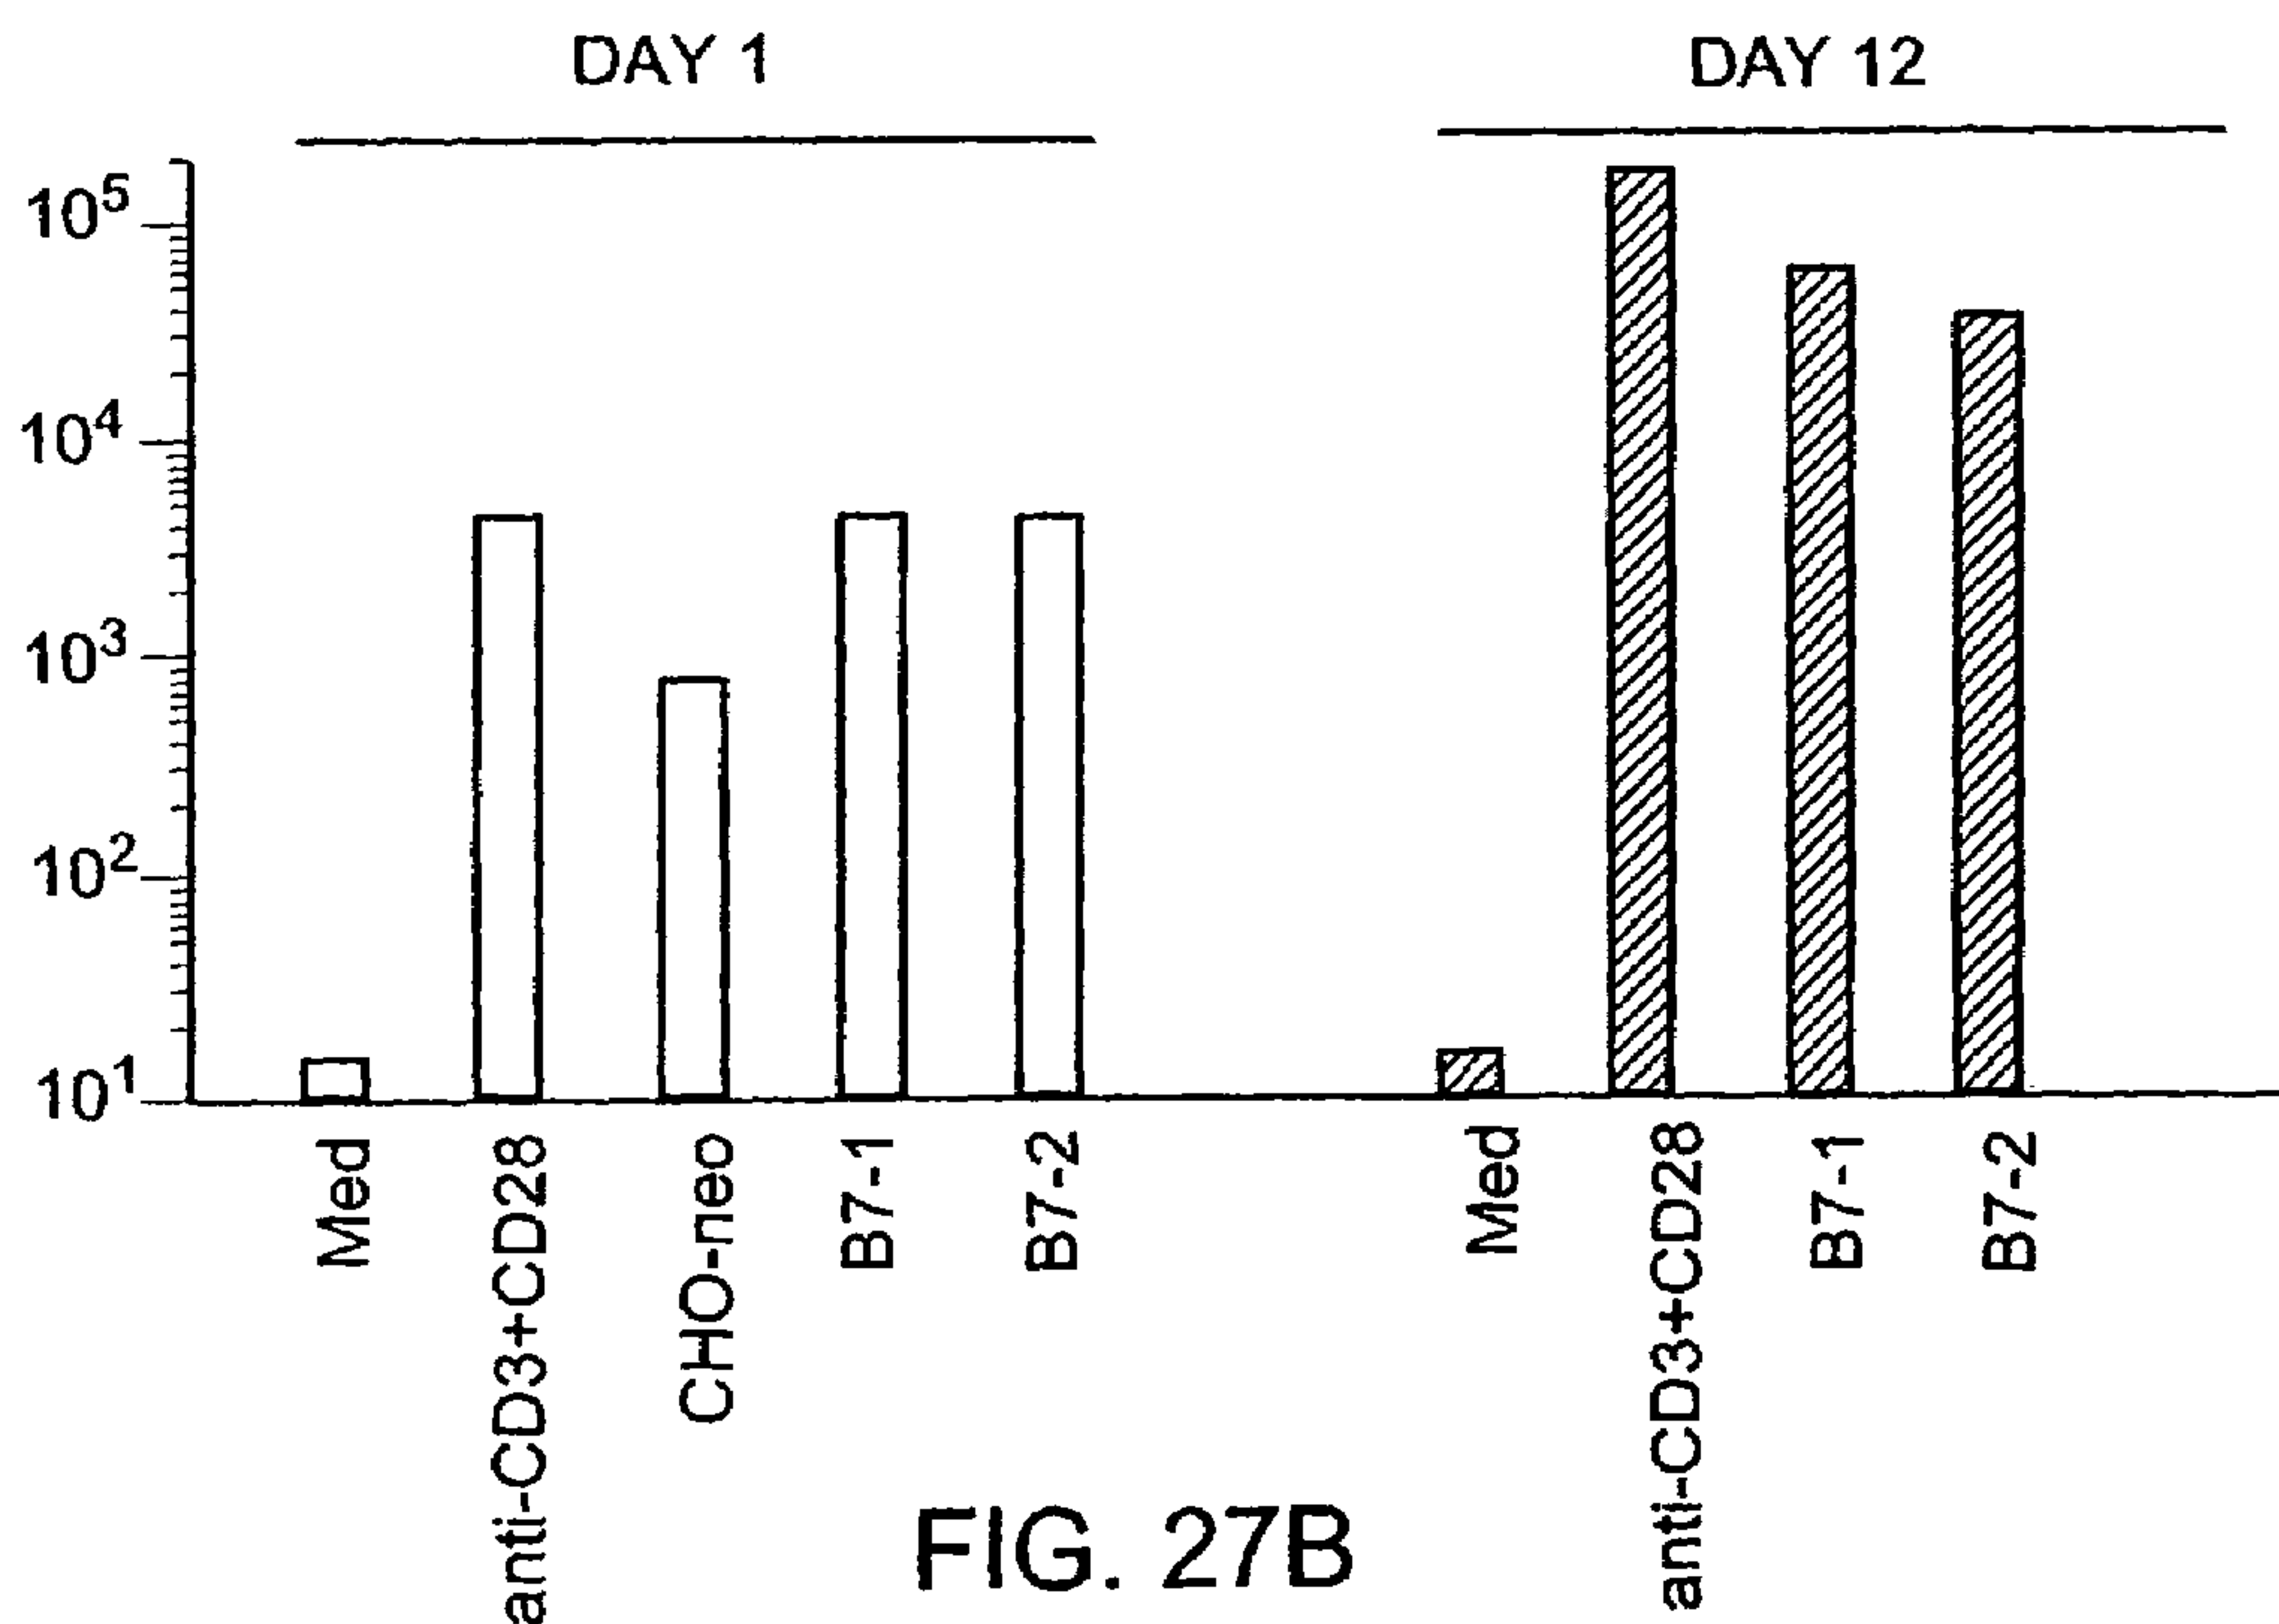 DAY 1
DAY 12
10⁵
10⁴
10³
10²
10¹
Med
anti-CD3+CD28
CHO-neo
B7-1
B7-2
Med
anti-CD3+CD28
B7-1
B7-2
FIG. 27B